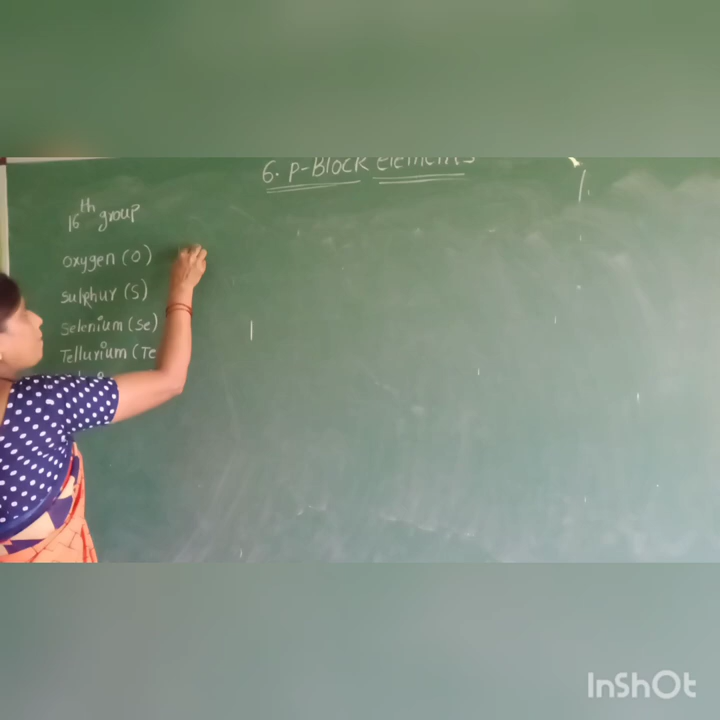 6. P-Block Elements
16th group
oxygen (O)
Sulphur (S)
Selenium (Se)
Tellurium (Te
InShOt